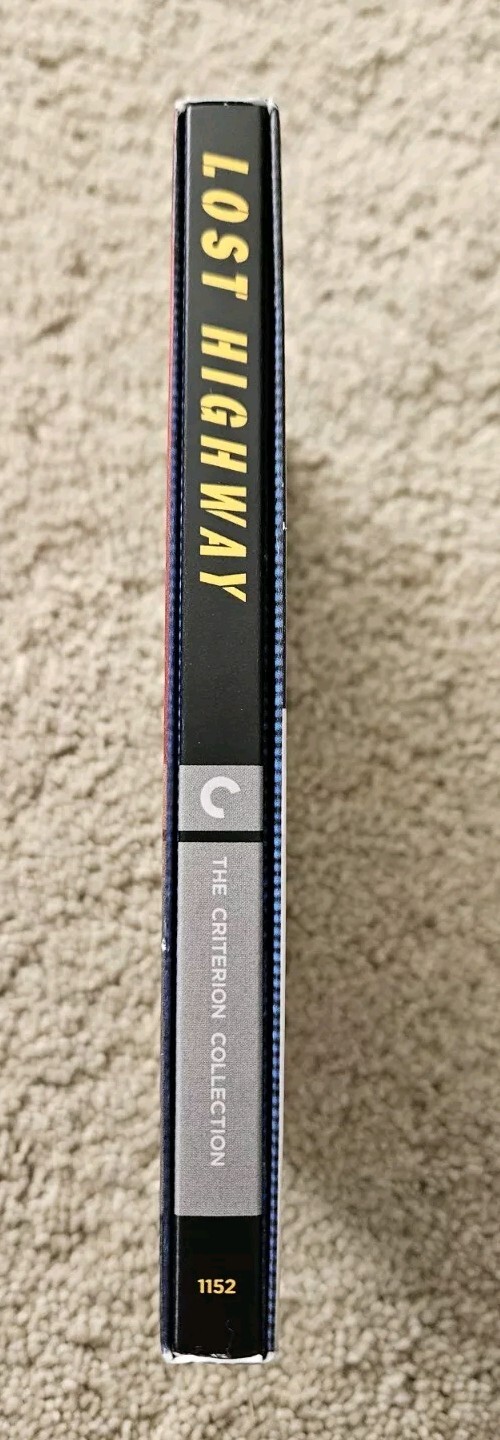 LOST HIGHWAY
C
THE CRITERION COLLECTION
1152